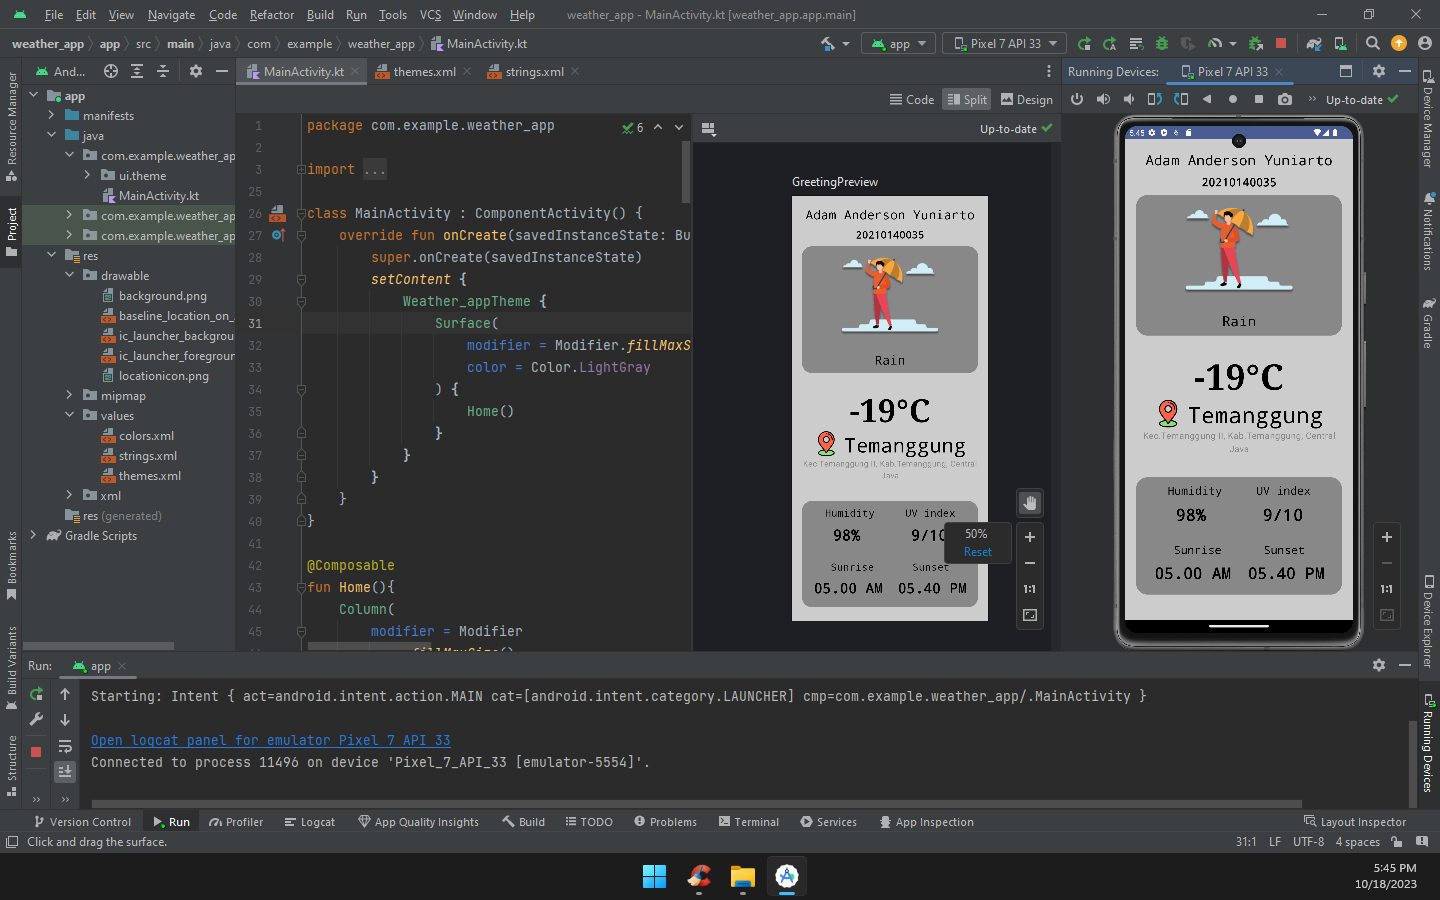 File Edit View Navigate Code Refactor Build Run Tools VCS Window Help weather_app - MainActivity.kt [weather_app.app.main]
weather_app app src main java com example weather_app MainActivity.kt app Pixel 7 API 33
And... MainActivity.kt themes.xml strings.xml Running Devices: Pixel 7 API 33
Code Split Design Up-to-date
Resource Manager
Project
Bookmarks
Build Variants
Structure
app
manifests
java
com.example.weather_ap
ui.theme
MainActivity.kt
com.example.weather_ap
com.example.weather_ap
res
drawable
background.png
baseline_location_on_
ic_launcher_backgrou
ic_launcher_foregroun
locationicon.png
mipmap
values
colors.xml
strings.xml
themes.xml
xml
res (generated)
Gradle Scripts
6
1 package com.example.weather_app
2
3 import ...
25
26 class MainActivity : ComponentActivity() {
27 override fun onCreate(savedInstanceState: Bu
28 super.onCreate(savedInstanceState)
29 setContent {
30 Weather_appTheme {
31 Surface(
32 modifier = Modifier.fillMaxS
33 color = Color.LightGray
34 ) {
35 Home()
36 }
37 }
38 }
39 }
40 }
41
42 @Composable
43 fun Home(){
44 Column(
45 modifier = Modifier
.fillMaxSize()
Up-to-date
GreetingPreview
Adam Anderson Yuniarto
20210140035
Rain
-19°C
Temanggung
Kec.Temanggung II, Kab.Temanggung, Central
Java
Humidity UV index
98% 9/10
Sunrise Sunset
05.00 AM 05.40 PM
50%
Reset
1:1
5:45
Adam Anderson Yuniarto
20210140035
Rain
-19°C
Temanggung
Kec.Temanggung II, Kab.Temanggung, Central
Java
Humidity UV index
98% 9/10
Sunrise Sunset
05.00 AM 05.40 PM
1:1
Device Manager
Notifications
Gradle
Device Explorer
Running Devices
Run: app
Starting: Intent { act=android.intent.action.MAIN cat=[android.intent.category.LAUNCHER] cmp=com.example.weather_app/.MainActivity }
Open logcat panel for emulator Pixel 7 API 33
Connected to process 11496 on device 'Pixel_7_API_33 [emulator-5554]'.
Version Control Run Profiler Logcat App Quality Insights Build TODO Problems Terminal Services App Inspection Layout Inspector
Click and drag the surface. 31:1 LF UTF-8 4 spaces
5:45 PM
10/18/2023